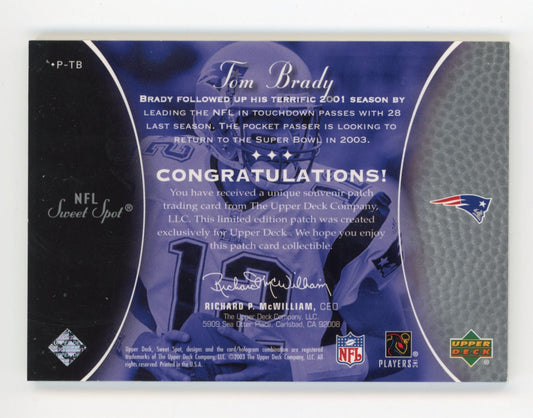 •P-TB
Tom Brady
BRADY FOLLOWED UP HIS TERRIFIC 2001 SEASON BY
LEADING THE NFL IN TOUCHDOWN PASSES WITH 28
LAST SEASON. THE POCKET PASSER IS LOOKING TO
RETURN TO THE SUPER BOWL IN 2003.
CONGRATULATIONS!
You have received a unique souvenir patch
trading card from The Upper Deck Company,
LLC. This limited edition patch was created
exclusively for Upper Deck. We hope you enjoy
this patch card collectible.
NFL
Sweet Spot®
Richard McWilliam
RICHARD P. McWILLIAM, CEO
The Upper Deck Company, LLC
5909 Sea Otter Place, Carlsbad, CA 92008
Upper Deck, Sweet Spot, designs and the card/hologram combination are registered
trademarks of The Upper Deck Company, LLC. ©2003 The Upper Deck Company, LLC. All
rights reserved. Printed in the U.S.A.
NFL
PLAYERS INC
UPPER
DECK
®